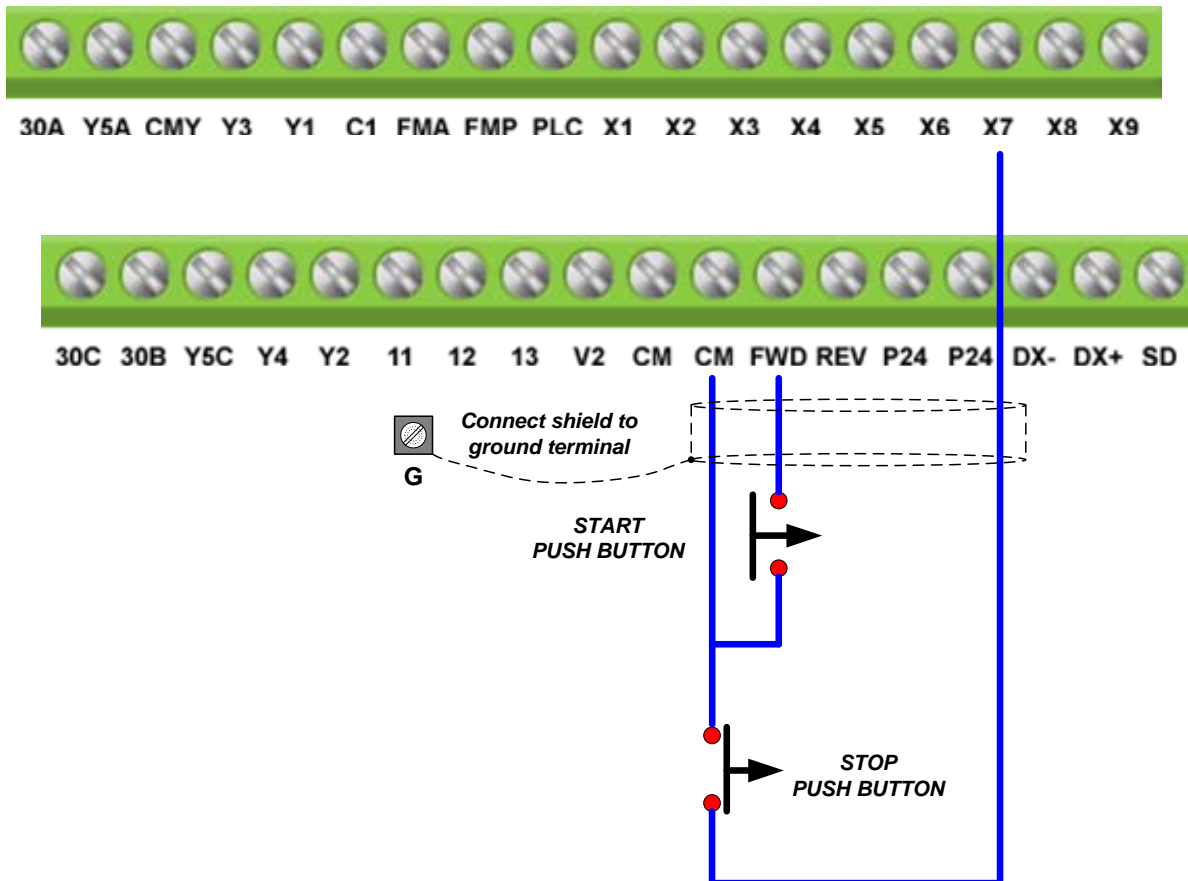 30A Y5A CMY Y3 Y1 C1 FMA FMP PLC X1 X2 X3 X4 X5 X6 X7 X8 X9
30C 30B Y5C Y4 Y2 11 12 13 V2 CM CM FWD REV P24 P24 DX- DX+ SD
Connect shield to
ground terminal
G
START
PUSH BUTTON
STOP
PUSH BUTTON